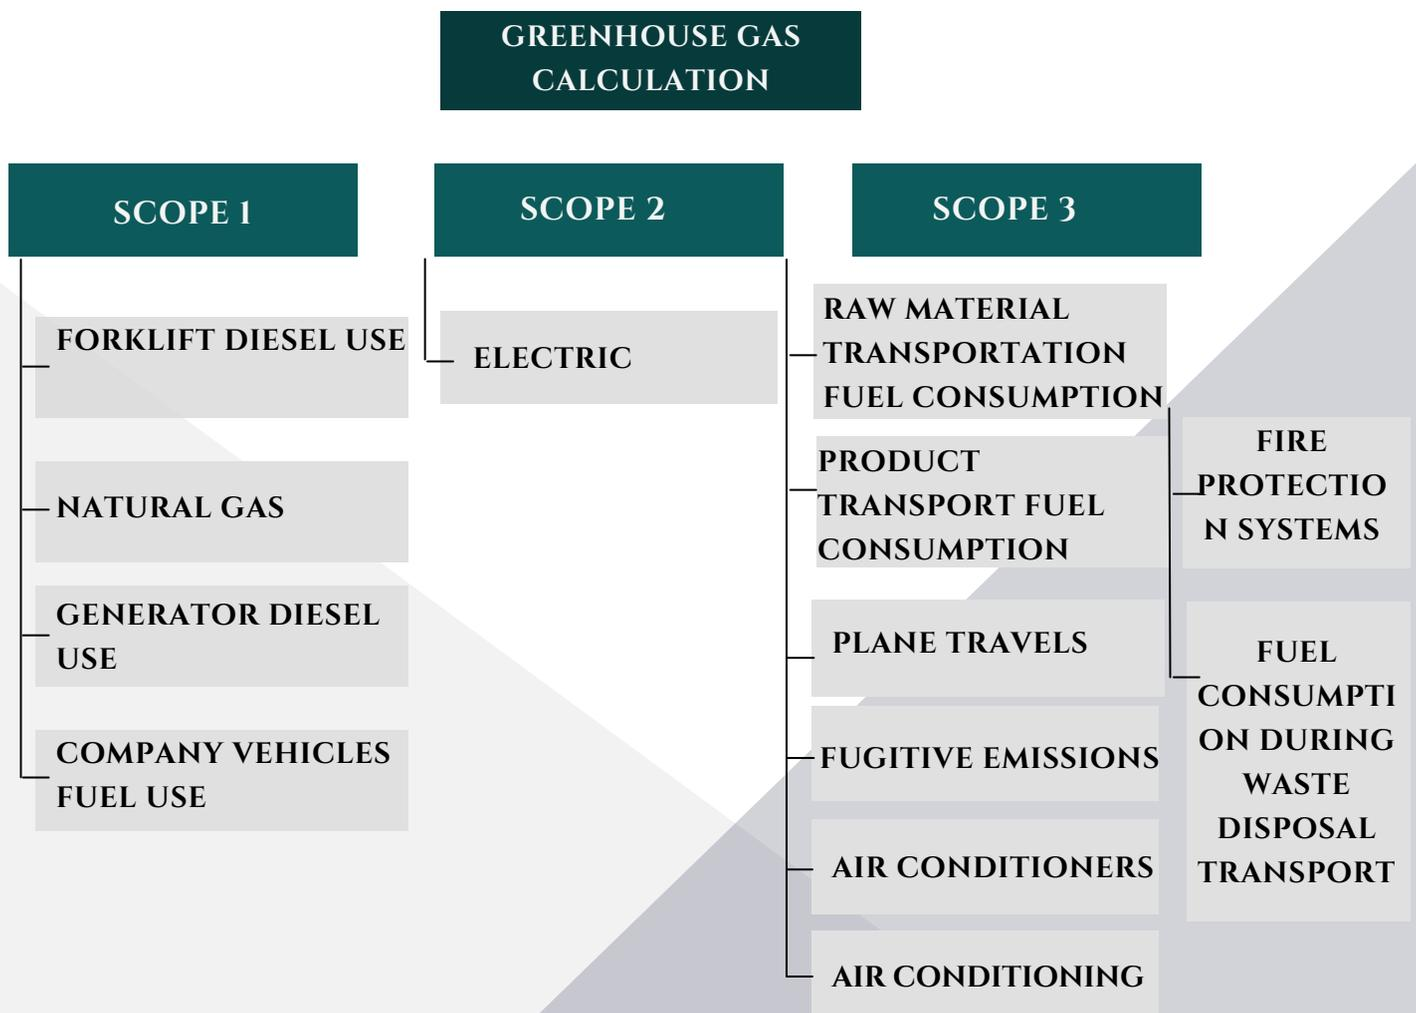 GREENHOUSE GAS
CALCULATION
SCOPE 1
FORKLIFT DIESEL USE
NATURAL GAS
GENERATOR DIESEL
USE
COMPANY VEHICLES
FUEL USE
SCOPE 2
ELECTRIC
SCOPE 3
RAW MATERIAL
TRANSPORTATION
FUEL CONSUMPTION
PRODUCT
TRANSPORT FUEL
CONSUMPTION
PLANE TRAVELS
FUGITIVE EMISSIONS
AIR CONDITIONERS
AIR CONDITIONING
FIRE
PROTECTIO
N SYSTEMS
FUEL
CONSUMPTI
ON DURING
WASTE
DISPOSAL
TRANSPORT